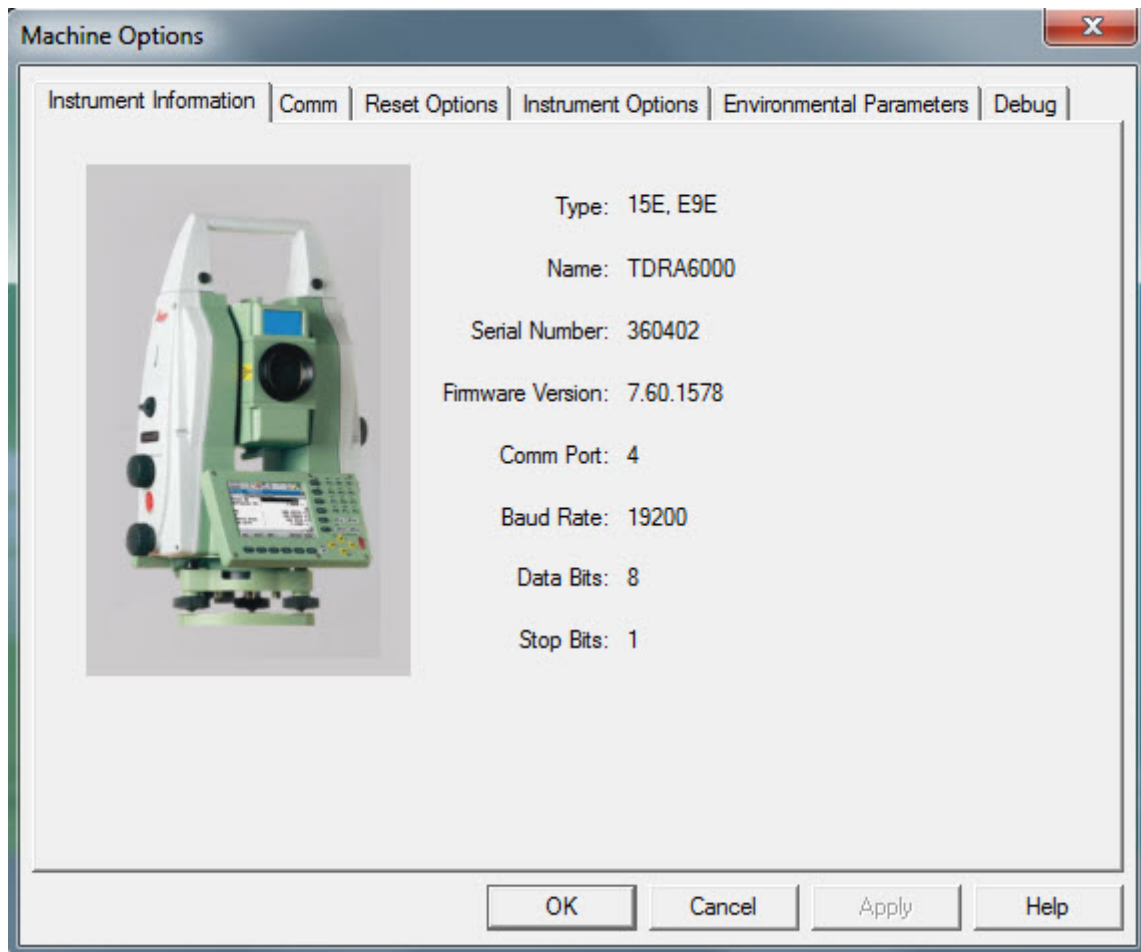 Machine Options
Instrument Information Comm Reset Options Instrument Options Environmental Parameters Debug
Type: 15E, E9E
Name: TDRA6000
Serial Number: 360402
Firmware Version: 7.60.1578
Comm Port: 4
Baud Rate: 19200
Data Bits: 8
Stop Bits: 1
OK Cancel Apply Help